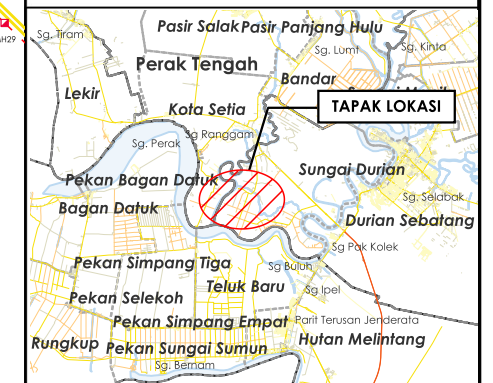 Pasir Salak Pasir Panjang Hulu
Sg. Tiram
Sg. Lumt
Sg. Kinta
AH29
Perak Tengah
Bandar
Lekir
Kota Setia
TAPAK LOKASI
Sg Ranggam
Sg. Perak
Sungai Durian
Pekan Bagan Datuk
Sg. Selabak
Bagan Datuk
Durian Sebatang
Sg Pak Kolek
Pekan Simpang Tiga
Sg Buluh
Teluk Baru
Sg Ipel
Pekan Selekoh
Pekan Simpang Empat
Parit Terusan Jenderata
Rungkup
Pekan Sungai Sumun
Hutan Melintang
Sg. Bernam